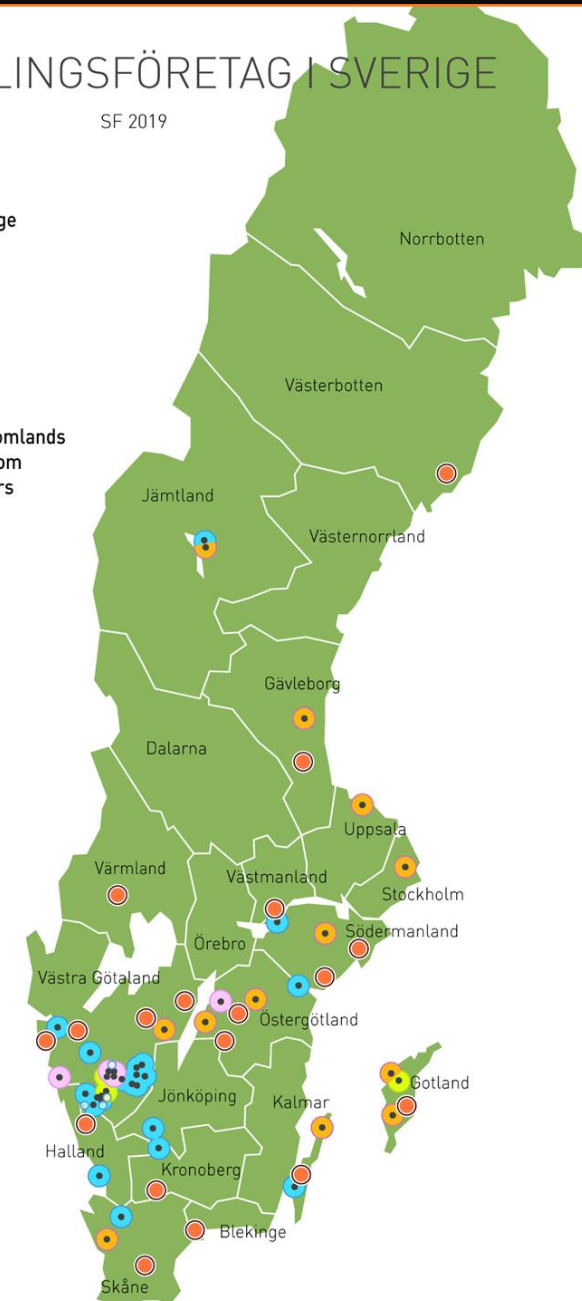 LINGSFÖRETAG I SVERIGE
SF 2019
ge
Norrbotten
Västerbotten
omlands
om
rs
Jämtland
Västernorrland
Gävleborg
Dalarna
Uppsala
Värmland
Västmanland
Stockholm
Södermanland
Örebro
Västra Götaland
Östergötland
Gotland
Jönköping
Kalmar
Halland
Kronoberg
Blekinge
Skåne